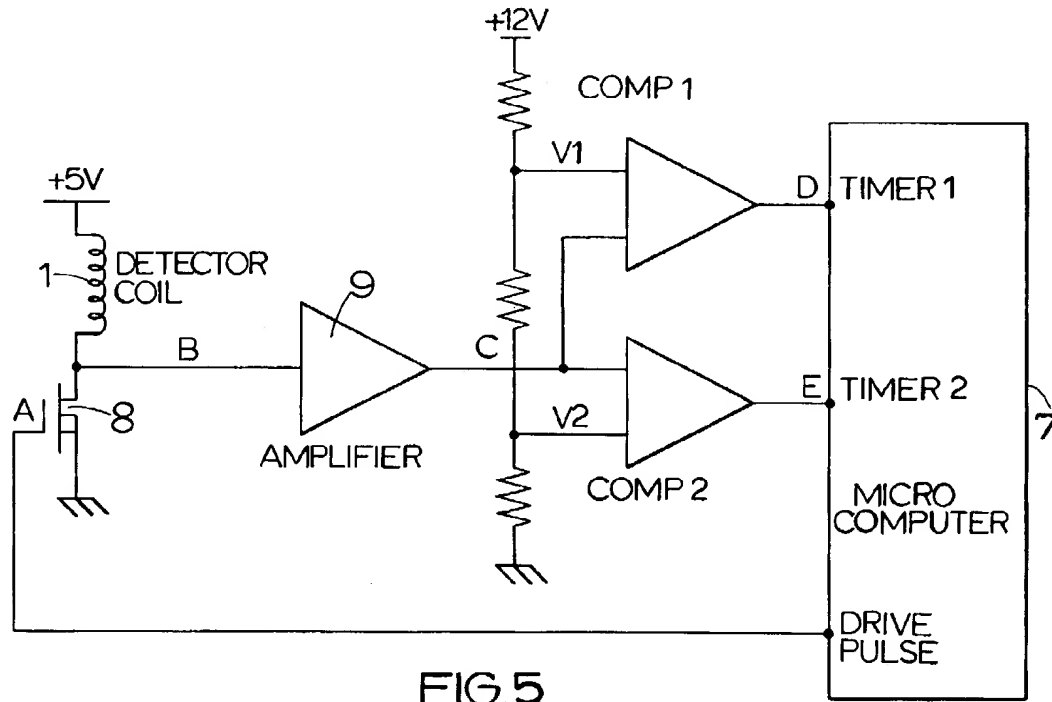 +12V
COMP 1
V1
D
TIMER 1
+5V
1
DETECTOR
COIL
9
B
C
A
8
AMPLIFIER
V2
E
TIMER 2
7
COMP 2
MICRO
COMPUTER
DRIVE
PULSE
FIG.5